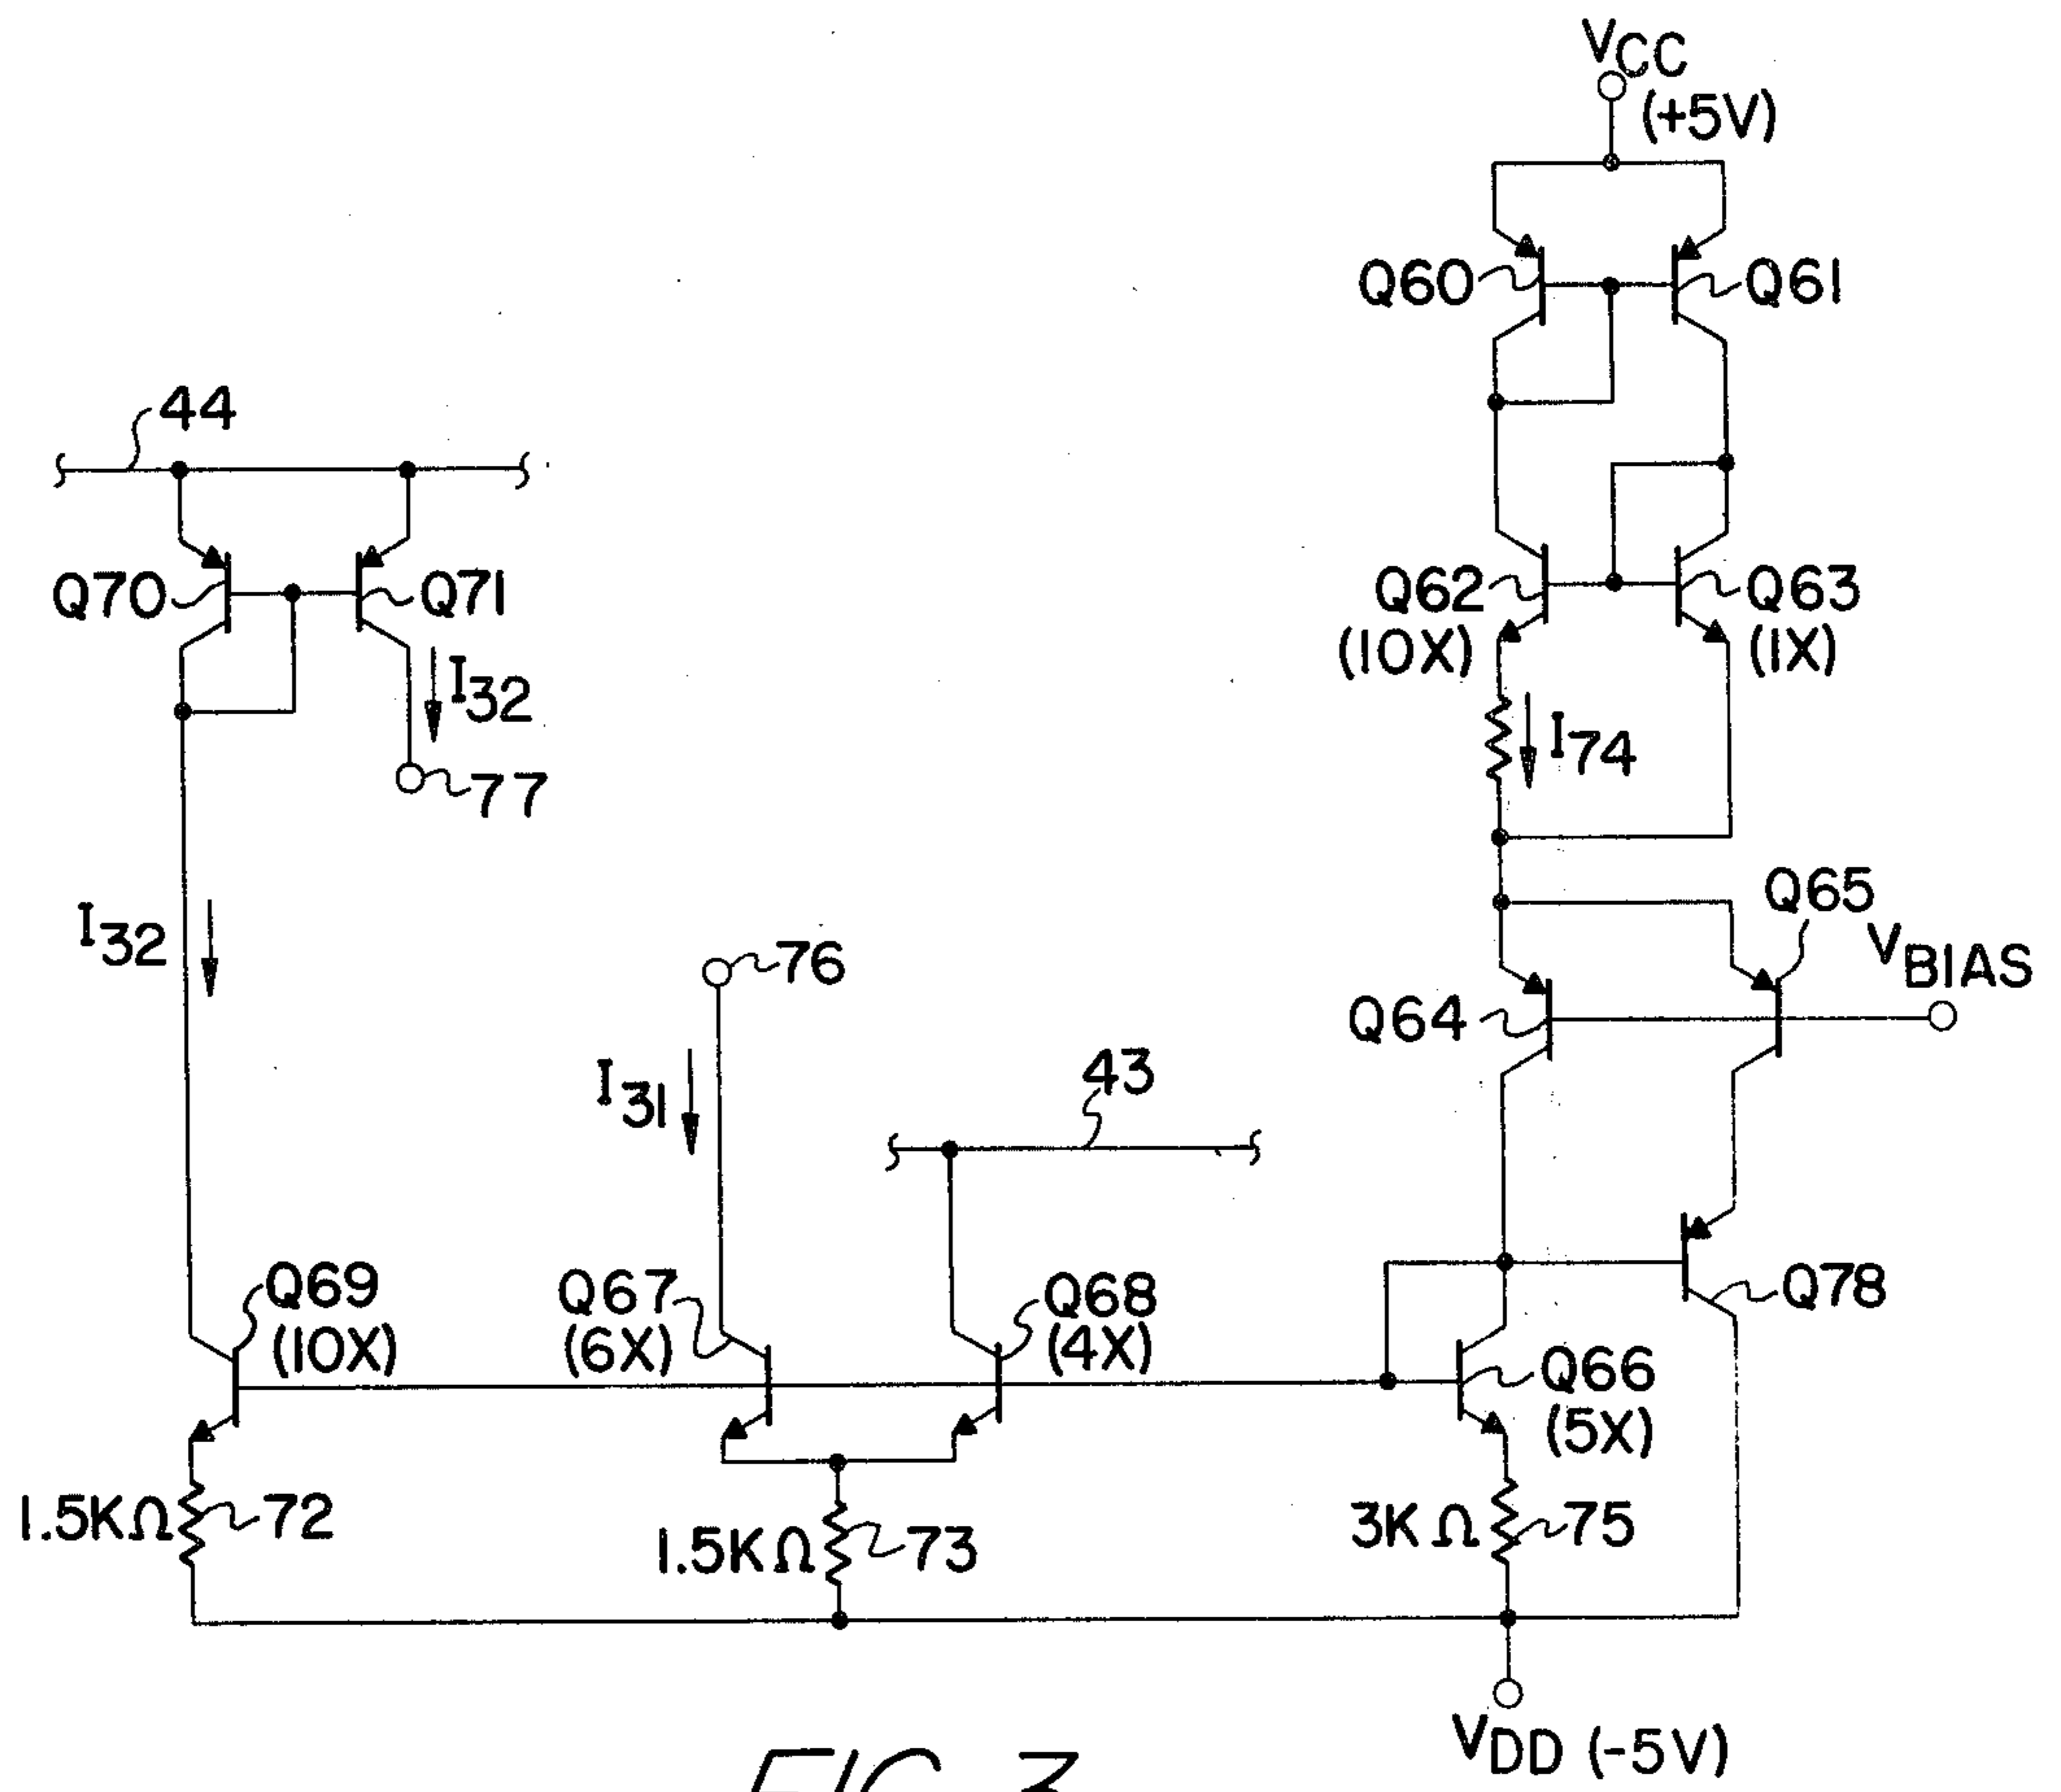 VCC
(+5V)
Q60
Q61
44
Q70
Q71
Q62
(10X)
Q63
(1X)
I32
77
I74
I32
76
Q65
VBIAS
Q64
I31
43
Q69
(10X)
Q67
(6X)
Q68
(4X)
Q78
Q66
(5X)
1.5KΩ
72
1.5KΩ
73
3KΩ
75
VDD (-5V)
FIG 3